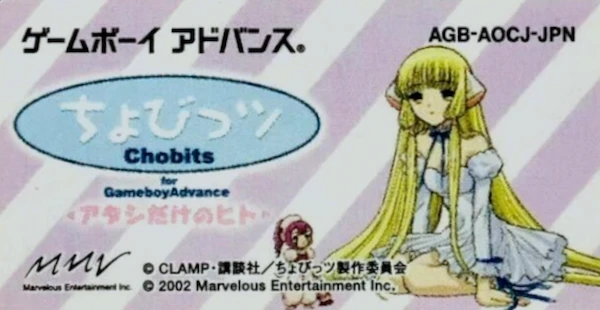 ゲームボーイ アドバンス®
AGB-AOCJ-JPN
ちょびっツ
Chobits
for
GameboyAdvance
・アタシだけのヒト・
MMV
Marvelous Entertainment Inc.
© CLAMP・講談社／ちょびっツ製作委員会
© 2002 Marvelous Entertainment Inc.